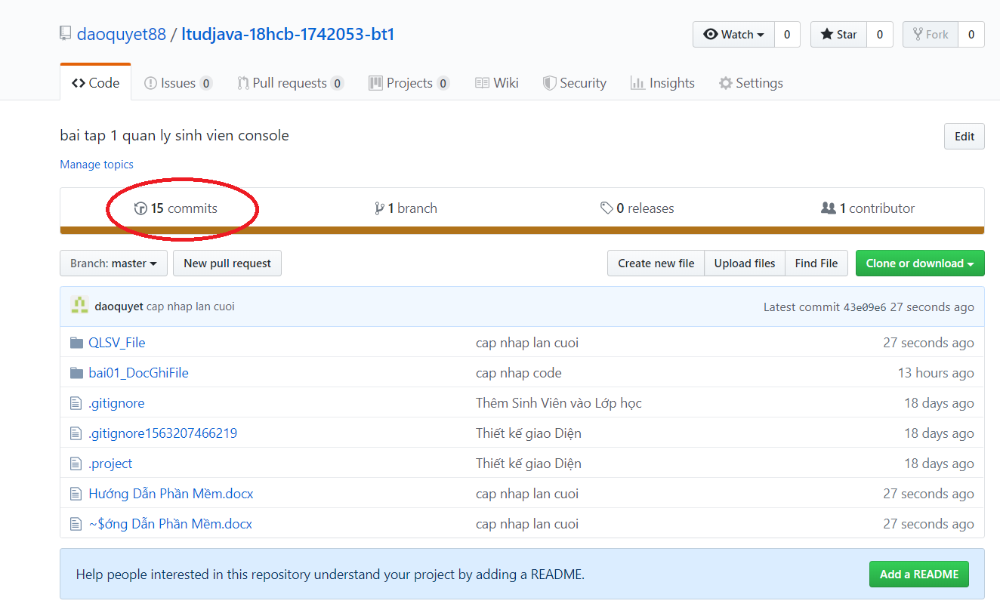 daoquyet88 / ltudjava-18hcb-1742053-bt1 Watch 0 Star 0 Fork 0
Code Issues 0 Pull requests 0 Projects 0 Wiki Security Insights Settings
bai tap 1 quan ly sinh vien console Edit
Manage topics
15 commits 1 branch 0 releases 1 contributor
Branch: master New pull request Create new file Upload files Find File Clone or download
daoquyet cap nhap lan cuoi Latest commit 43e09e6 27 seconds ago
QLSV_File cap nhap lan cuoi 27 seconds ago
bai01_DocGhiFile cap nhap code 13 hours ago
.gitignore Thêm Sinh Viên vào Lớp học 18 days ago
.gitignore1563207466219 Thiết kế giao Diện 18 days ago
.project Thiết kế giao Diện 18 days ago
Hướng Dẫn Phần Mềm.docx cap nhap lan cuoi 27 seconds ago
~$ớng Dẫn Phần Mềm.docx cap nhap lan cuoi 27 seconds ago
Help people interested in this repository understand your project by adding a README. Add a README